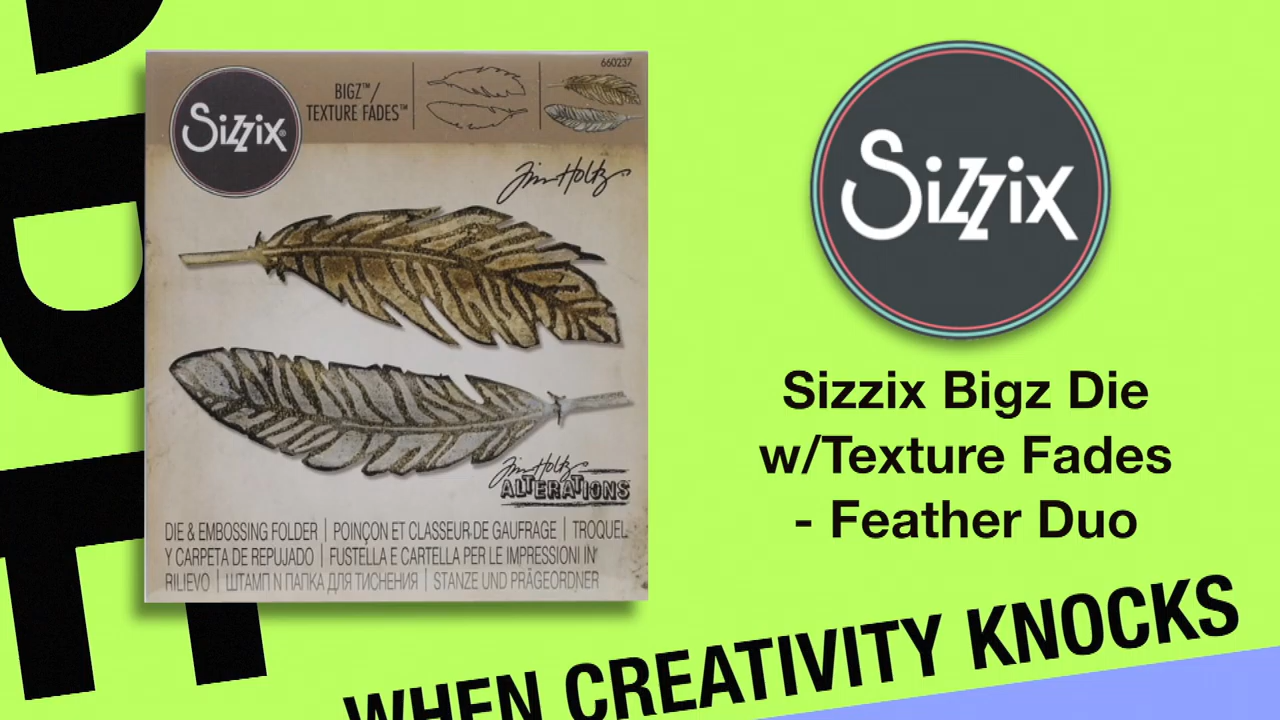 660237
BIGZ™/
TEXTURE FADES™
Sizzix®
Tim Holtz
Tim Holtz
ALTERATIONS
DIE & EMBOSSING FOLDER | POINÇON ET CLASSEUR DE GAUFRAGE | TROQUEL
Y CARPETA DE REPUJADO | FUSTELLA E CARTELLA PER LE IMPRESSIONI IN
RILIEVO | ШТАМП N ПАПКА ДЛЯ ТИСНЕНИЯ | STANZE UND PRÄGEORDNER
Sizzix
Sizzix Bigz Die
w/Texture Fades
- Feather Duo
WHEN CREATIVITY KNOCKS